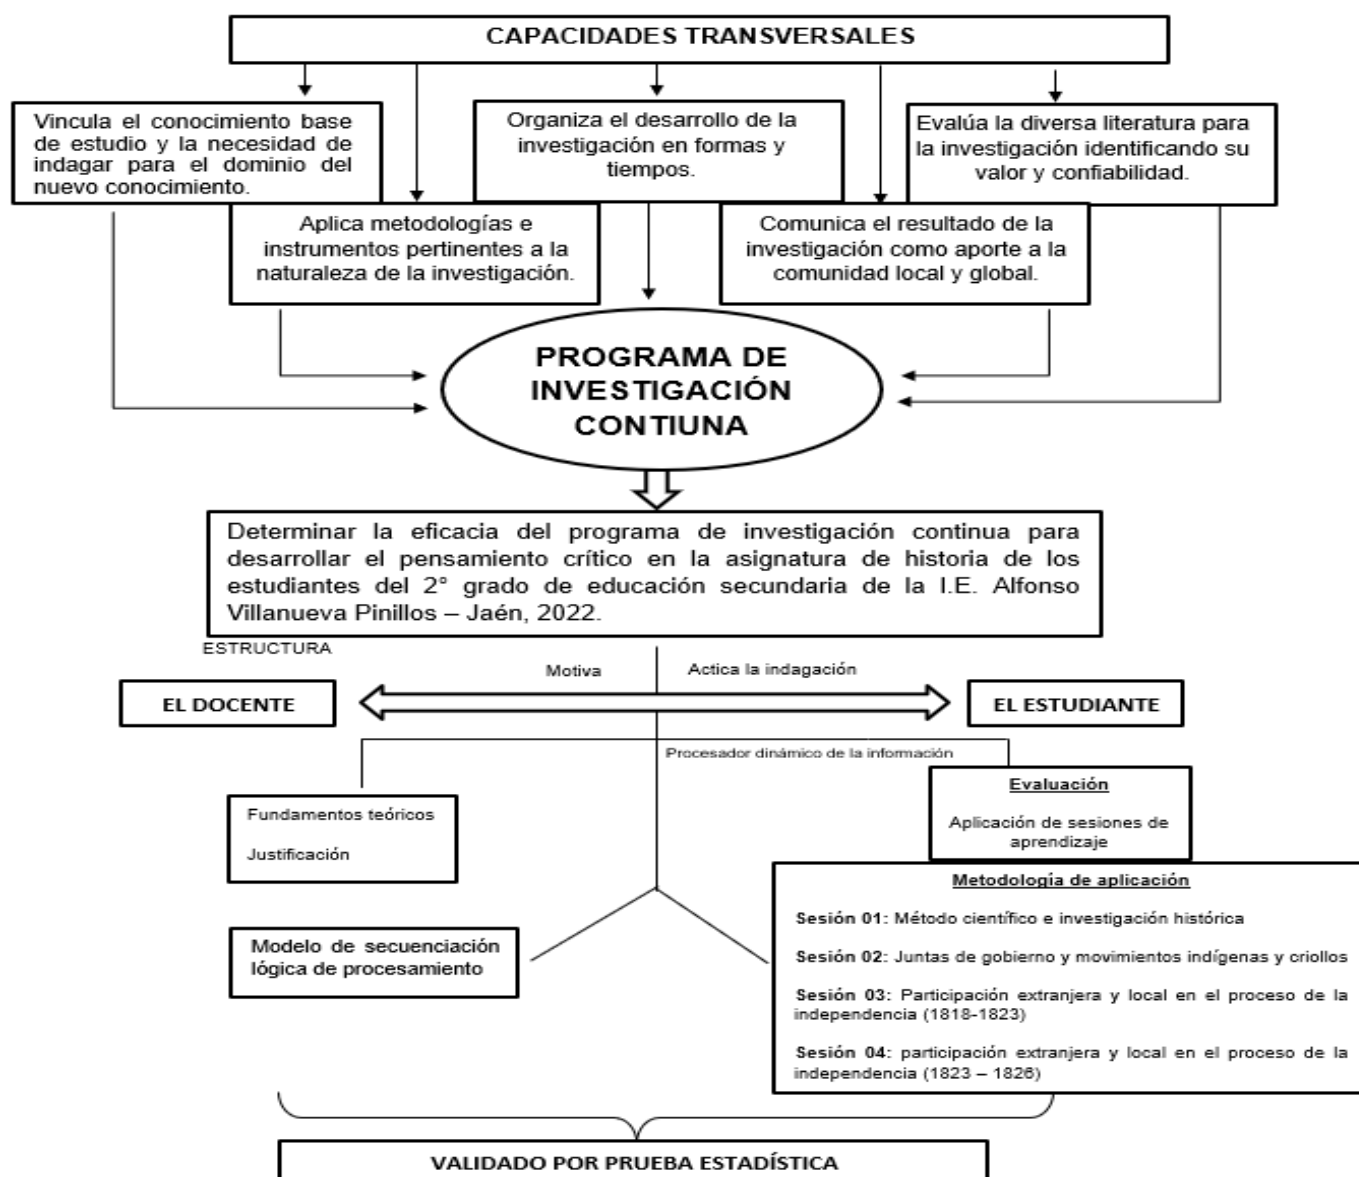 CAPACIDADES TRANSVERSALES
Vincula el conocimiento base
de estudio y la necesidad de
indagar para el dominio del
nuevo conocimiento.
Organiza el desarrollo de la
investigación en formas y
tiempos.
Evalúa la diversa literatura para
la investigación identificando su
valor y confiabilidad.
Aplica metodologías e
instrumentos pertinentes a la
naturaleza de la investigación.
Comunica el resultado de la
investigación como aporte a la
comunidad local y global.
PROGRAMA DE
INVESTIGACIÓN
CONTIUNA
Determinar la eficacia del programa de investigación continua para
desarrollar el pensamiento crítico en la asignatura de historia de los
estudiantes del 2° grado de educación secundaria de la I.E. Alfonso
Villanueva Pinillos – Jaén, 2022.
ESTRUCTURA
Motiva
Actica la indagación
EL DOCENTE
EL ESTUDIANTE
Procesador dinámico de la información
Fundamentos teóricos
Justificación
Evaluación
Aplicación de sesiones de
aprendizaje
Modelo de secuenciación
lógica de procesamiento
Metodología de aplicación
Sesión 01: Método científico e investigación histórica
Sesión 02: Juntas de gobierno y movimientos indígenas y criollos
Sesión 03: Participación extranjera y local en el proceso de la
independencia (1818-1823)
Sesión 04: participación extranjera y local en el proceso de la
independencia (1823 – 1826)
VALIDADO POR PRUEBA ESTADÍSTICA